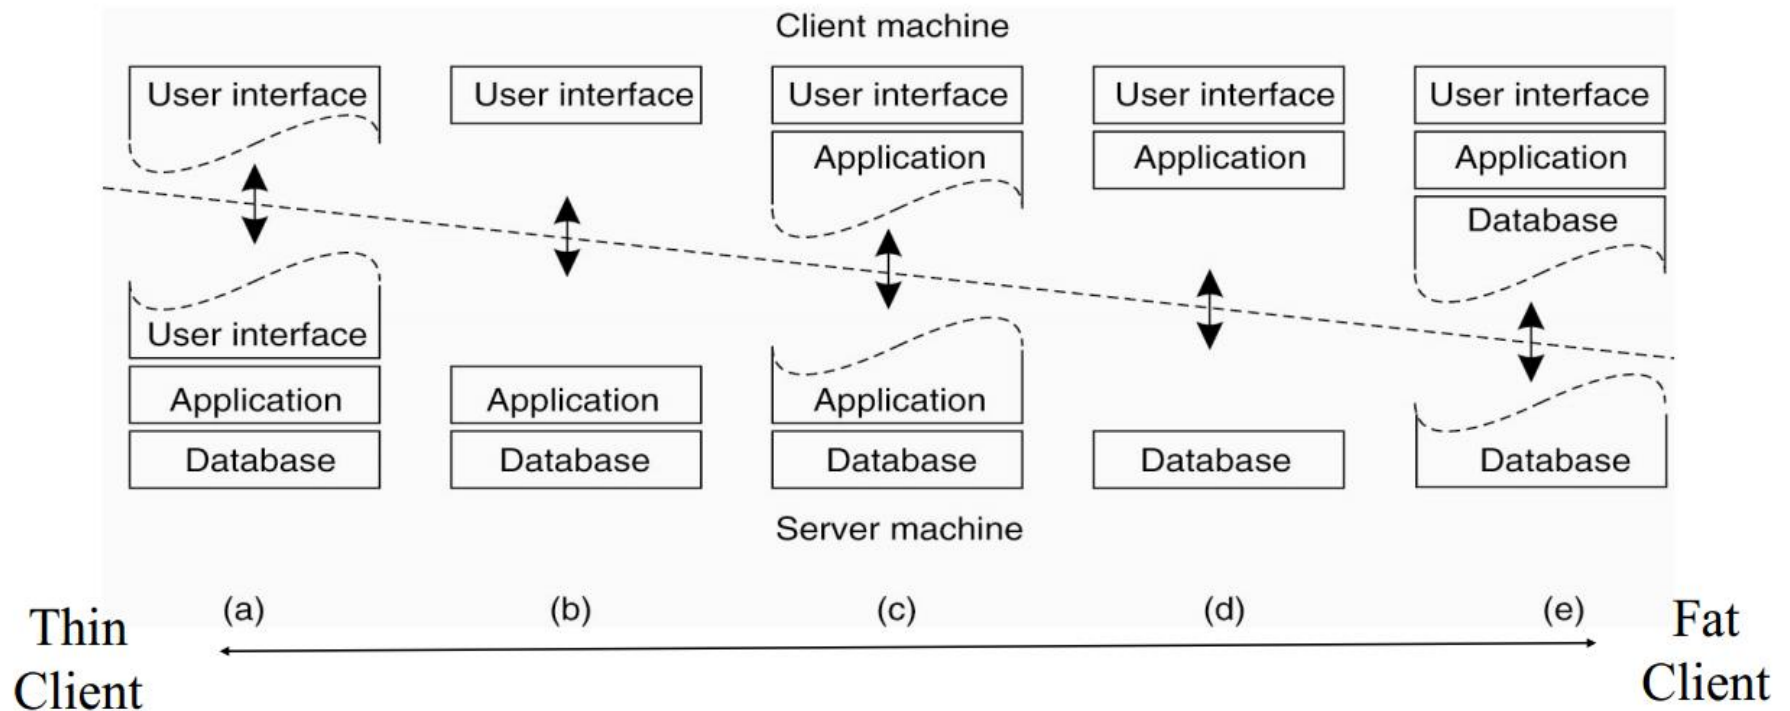 Client machine
User interface User interface User interface User interface User interface
Application Application Application
Database
User interface
Application Application Application
Database Database Database Database Database
Server machine
(a) (b) (c) (d) (e)
Thin Client
Fat Client